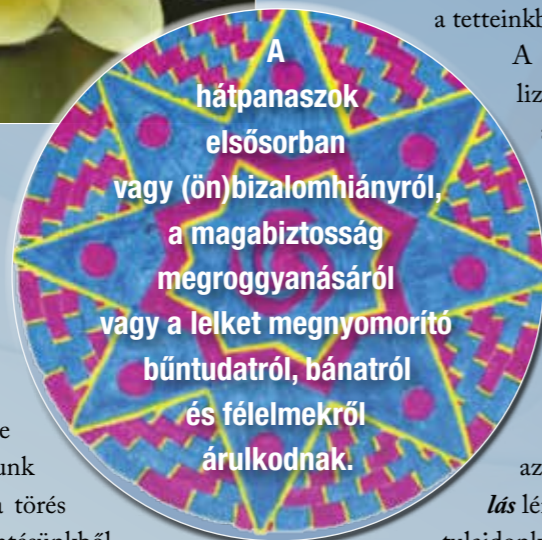 a tetteinkb
A
liz
A
hátpanaszok
elsősorban
vagy (ön)bizalomhiányról,
a magabiztosság
megroggyanásáról
vagy a lelket megnyomorító
bűntudatról, bánatról
és félelmekről
árulkodnak.
e
unk
törés
az
lás